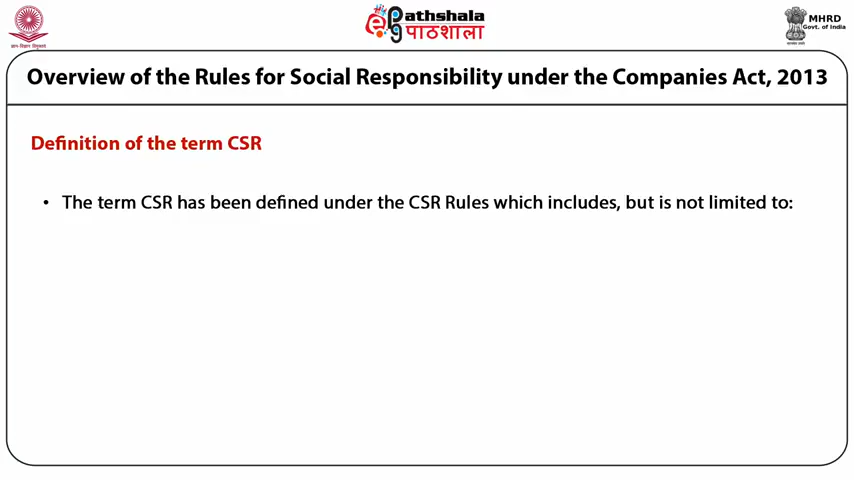 ePathshala
पाठशाला
MHRD
Govt. of India
Overview of the Rules for Social Responsibility under the Companies Act, 2013
Definition of the term CSR
• The term CSR has been defined under the CSR Rules which includes, but is not limited to: